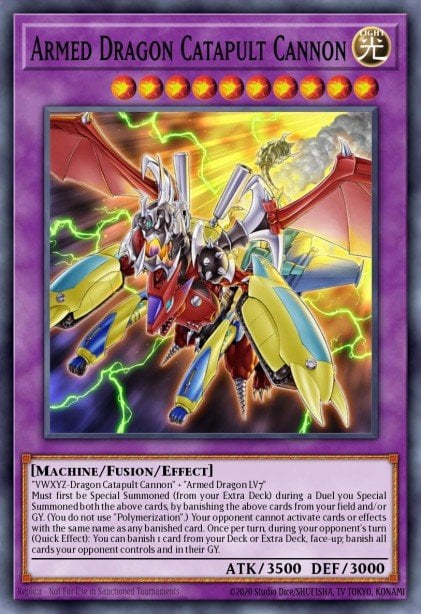 ARMED DRAGON CATAPULT CANNON
LIGHT
光
[MACHINE/FUSION/EFFECT]
"VWXYZ-Dragon Catapult Cannon" + "Armed Dragon LV7"
Must first be Special Summoned (from your Extra Deck) during a Duel you Special
Summoned both the above cards, by banishing the above cards from your field and/or
GY. (You do not use "Polymerization".) Your opponent cannot activate cards or effects
with the same name as any banished card. Once per turn, during your opponent's turn
(Quick Effect): You can banish 1 card from your Deck or Extra Deck, face-up; banish all
cards your opponent controls and in their GY.
ATK/3500 DEF/3000
Replica - Not For Use in Sanctioned Tournaments
©2020 Studio Dice/SHUEISHA, TV TOKYO, KONAMI